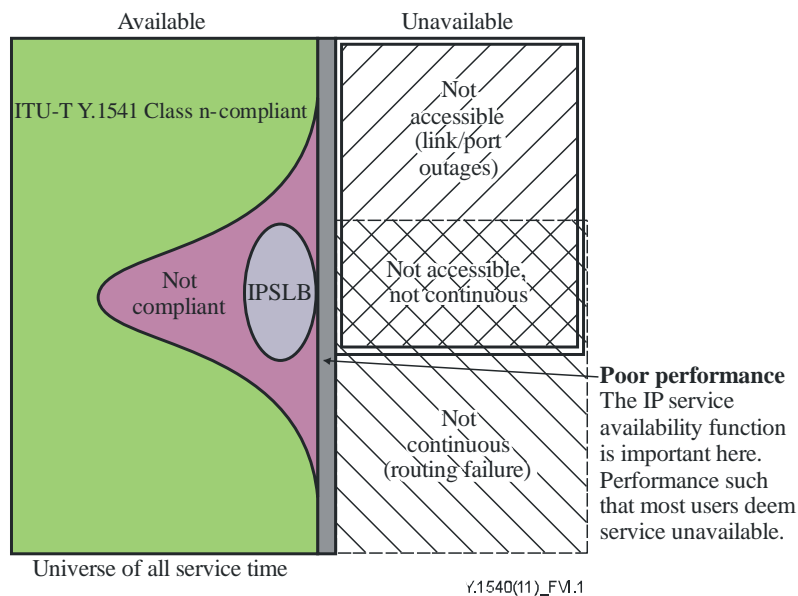 Available
Unavailable
ITU-T Y.1541 Class n-compliant
Not
accessible
(link/port
outages)
Not accessible,
not continuous
Not
compliant
IPSLB
Not
continuous
(routing failure)
Poor performance
The IP service
availability function
is important here.
Performance such
that most users deem
service unavailable.
Universe of all service time
Y.1540(11)_FVI.1